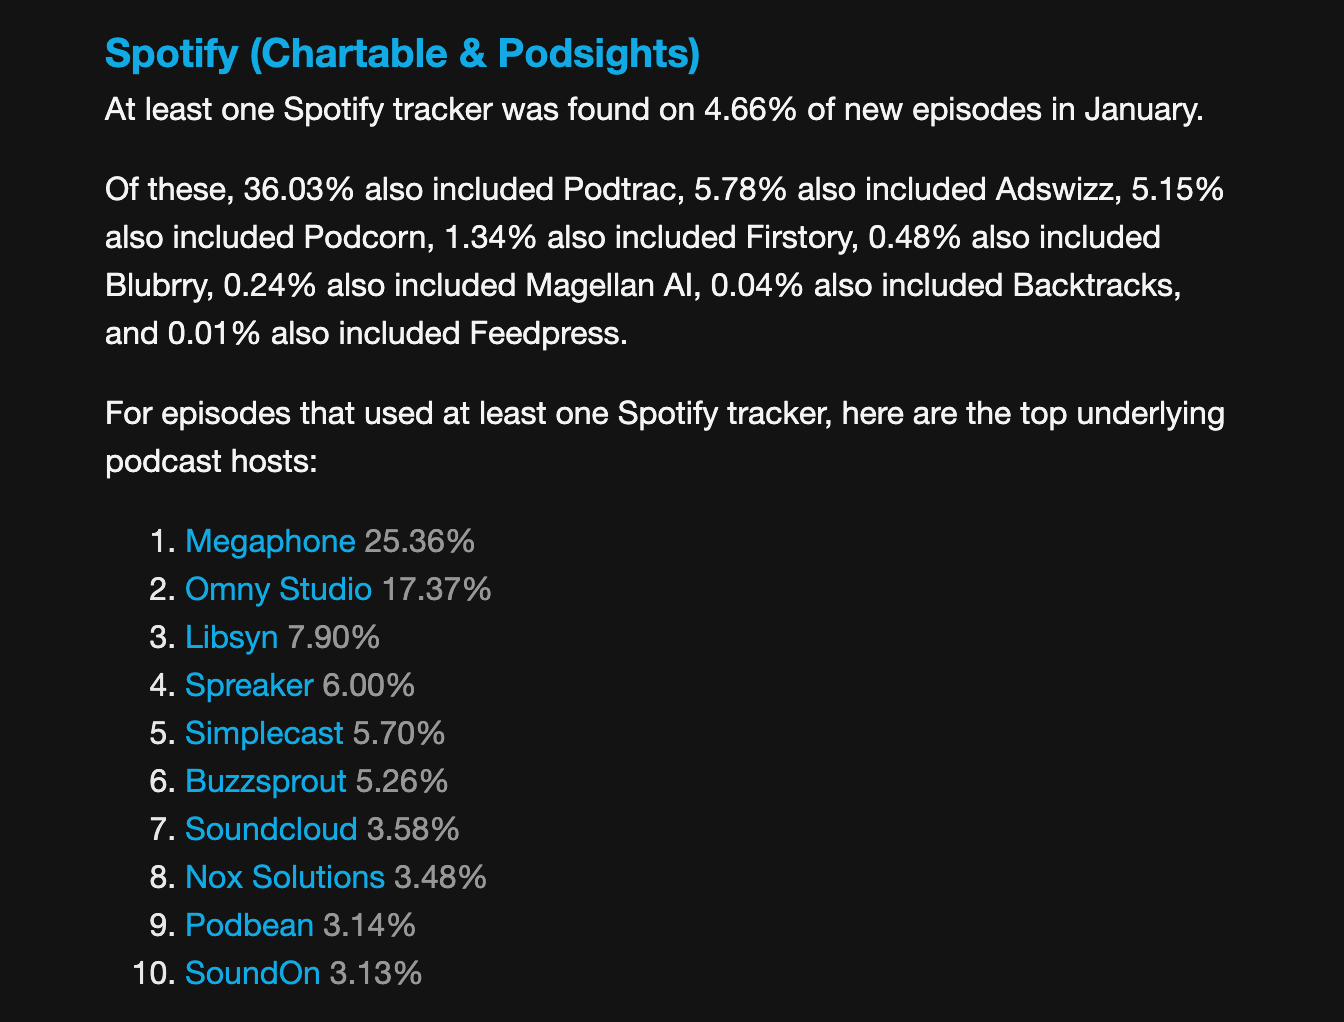 Spotify (Chartable & Podsights)
At least one Spotify tracker was found on 4.66% of new episodes in January.
Of these, 36.03% also included Podtrac, 5.78% also included Adswizz, 5.15%
also included Podcorn, 1.34% also included Firstory, 0.48% also included
Blubrry, 0.24% also included Magellan AI, 0.04% also included Backtracks,
and 0.01% also included Feedpress.
For episodes that used at least one Spotify tracker, here are the top underlying
podcast hosts:
1. Megaphone 25.36%
2. Omny Studio 17.37%
3. Libsyn 7.90%
4. Spreaker 6.00%
5. Simplecast 5.70%
6. Buzzsprout 5.26%
7. Soundcloud 3.58%
8. Nox Solutions 3.48%
9. Podbean 3.14%
10. SoundOn 3.13%